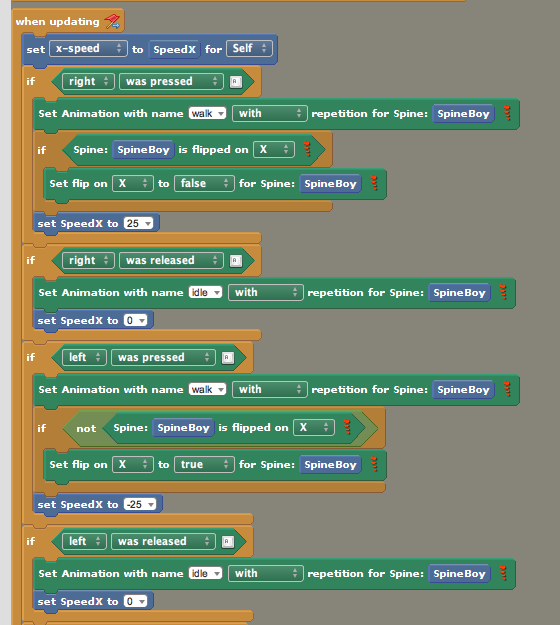 when updating
set x-speed to SpeedX for Self
if right was pressed
Set Animation with name walk with repetition for Spine: SpineBoy
if Spine: SpineBoy is flipped on X
Set flip on X to false for Spine: SpineBoy
set SpeedX to 25
if right was released
Set Animation with name idle with repetition for Spine: SpineBoy
set SpeedX to 0
if left was pressed
Set Animation with name walk with repetition for Spine: SpineBoy
if not Spine: SpineBoy is flipped on X
Set flip on X to true for Spine: SpineBoy
set SpeedX to -25
if left was released
Set Animation with name idle with repetition for Spine: SpineBoy
set SpeedX to 0